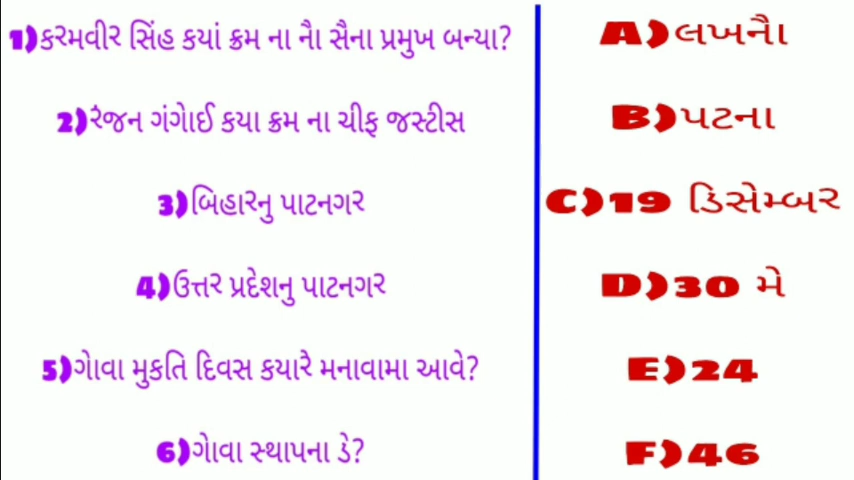 1)કરમવીર સિંહ કયાં ક્રમ ના નૌ સૈના પ્રમુખ બન્યા?
2)રંજન ગંગોઈ કયા ક્રમ ના ચીફ જસ્ટીસ
3)બિહારનુ પાટનગર
4)ઉત્તર પ્રદેશનુ પાટનગર
5)ગોવા મુકતિ દિવસ કયારે મનાવામા આવે?
6)ગોવા સ્થાપના ડે?
A)લખનૌ
B)પટના
C)19 ડિસેમ્બર
D)30 મે
E)24
F)46